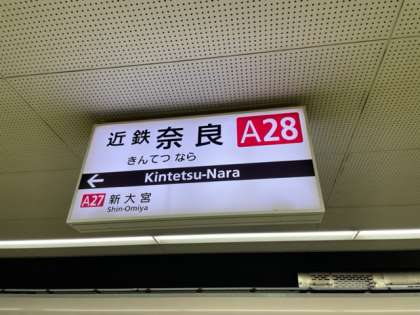 近鉄奈良 A28
きんてつなら
← Kintetsu-Nara
A27 新大宮
Shin-Omiya